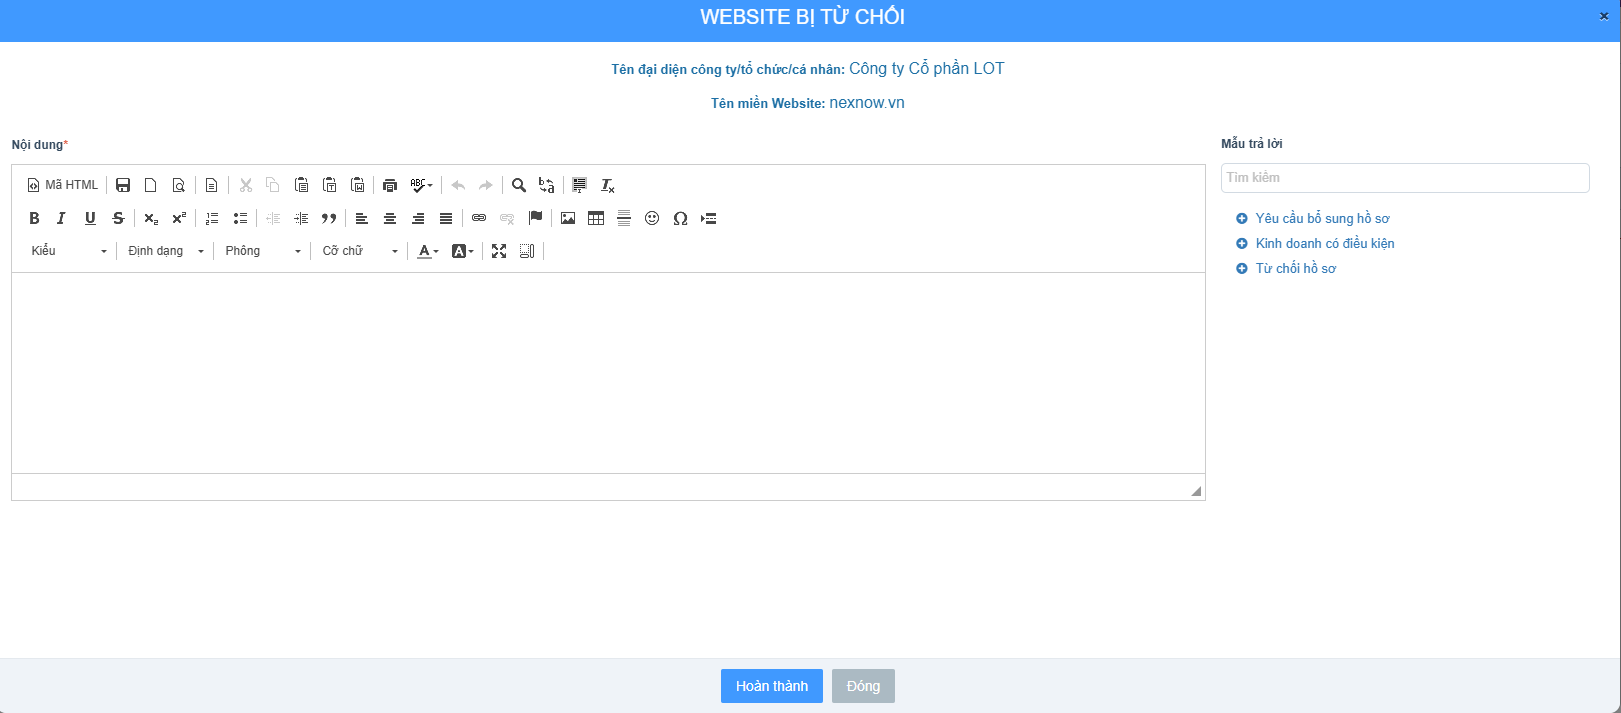 WEBSITE BỊ TỪ CHỐI
×
Tên đại diện công ty/tổ chức/cá nhân: Công ty Cổ phần LOT
Tên miền Website: nexnow.vn
Nội dung*
Mã HTML
Kiểu
Định dạng
Phông
Cỡ chữ
Mẫu trả lời
Tìm kiếm
Yêu cầu bổ sung hồ sơ
Kinh doanh có điều kiện
Từ chối hồ sơ
Hoàn thành
Đóng